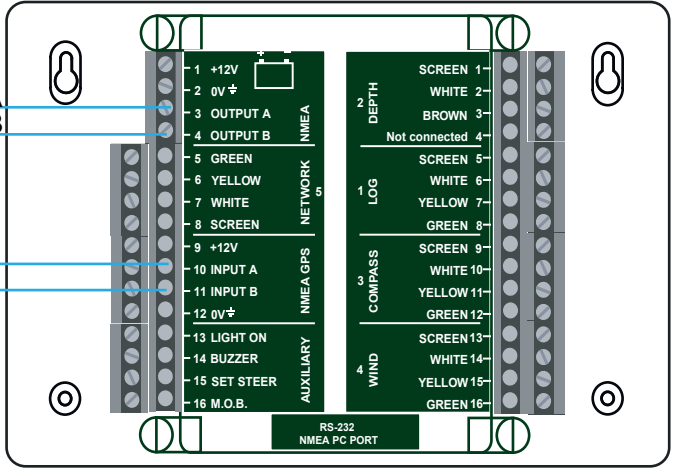 + -
1 +12V
2 0V
3 OUTPUT A
4 OUTPUT B
NMEA
5 GREEN
6 YELLOW
7 WHITE
8 SCREEN
NETWORK
5
9 +12V
10 INPUT A
11 INPUT B
12 0V
NMEA GPS
13 LIGHT ON
14 BUZZER
15 SET STEER
16 M.O.B.
AUXILIARY
SCREEN 1
WHITE 2
BROWN 3
Not connected 4
2
DEPTH
SCREEN 5
WHITE 6
YELLOW 7
GREEN 8
1
LOG
SCREEN 9
WHITE 10
YELLOW 11
GREEN 12
3
COMPASS
SCREEN 13
WHITE 14
YELLOW 15
GREEN 16
4
WIND
RS-232
NMEA PC PORT